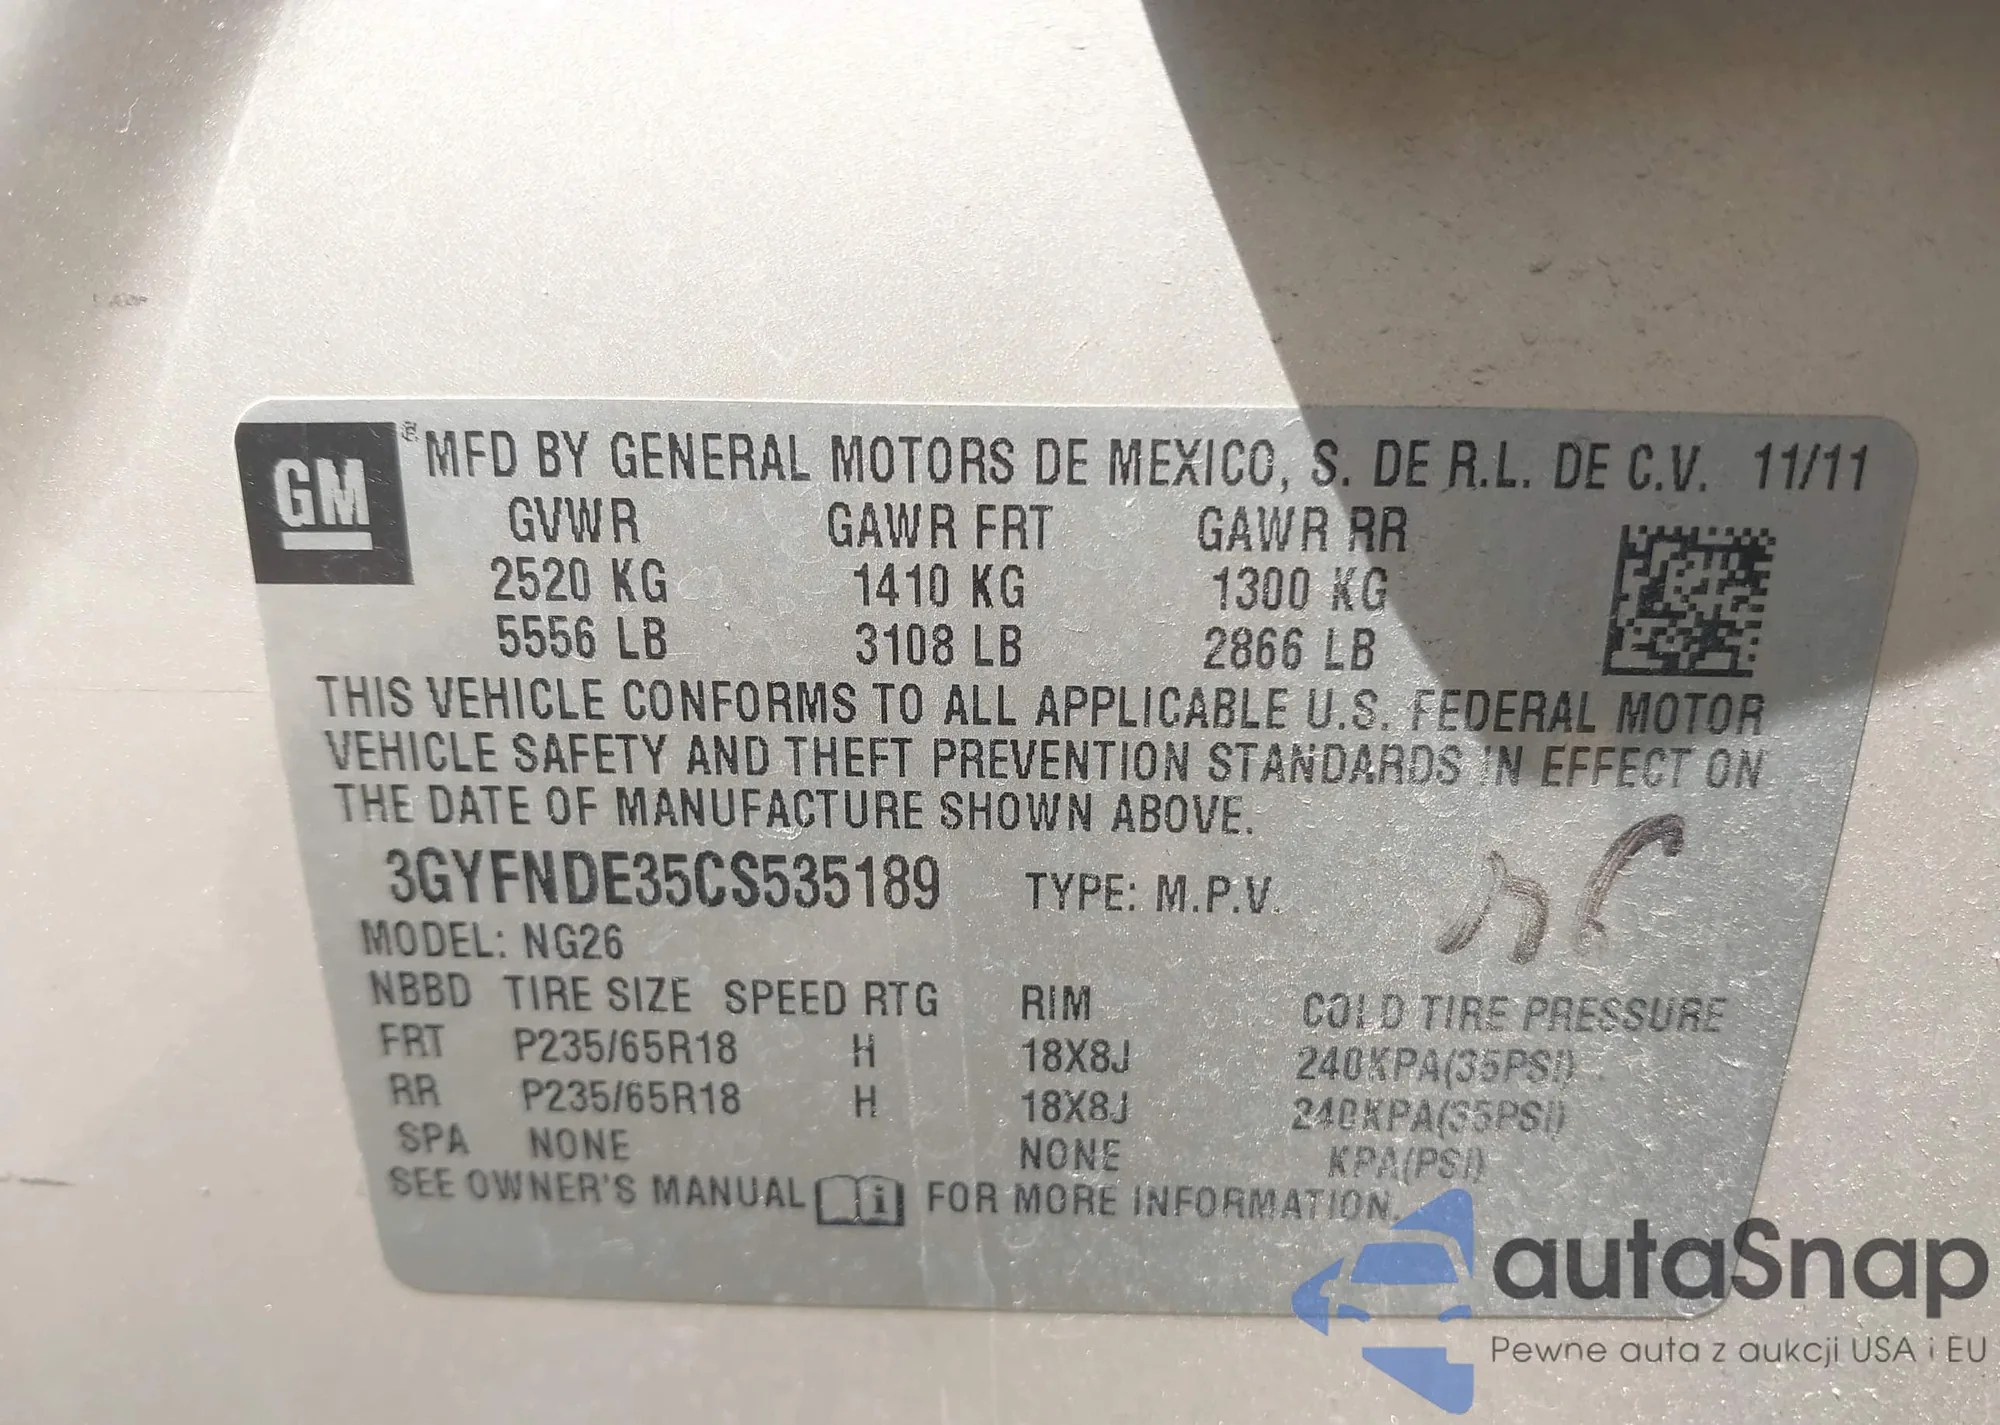 GM
MFD BY GENERAL MOTORS DE MEXICO, S. DE R.L. DE C.V. 11/11
GVWR GAWR FRT GAWR RR
2520 KG 1410 KG 1300 KG
5556 LB 3108 LB 2866 LB
THIS VEHICLE CONFORMS TO ALL APPLICABLE U.S. FEDERAL MOTOR
VEHICLE SAFETY AND THEFT PREVENTION STANDARDS IN EFFECT ON
THE DATE OF MANUFACTURE SHOWN ABOVE.
3GYFNDE35CS535189 TYPE: M.P.V.
MODEL: NG26
NBBD TIRE SIZE SPEED RTG RIM COLD TIRE PRESSURE
FRT P235/65R18 H 18X8J 240KPA(35PSI)
RR P235/65R18 H 18X8J 240KPA(35PSI)
SPA NONE NONE KPA(PSI)
SEE OWNER'S MANUAL i FOR MORE INFORMATION.
autaSnap
Pewne auta z aukcji USA i EU